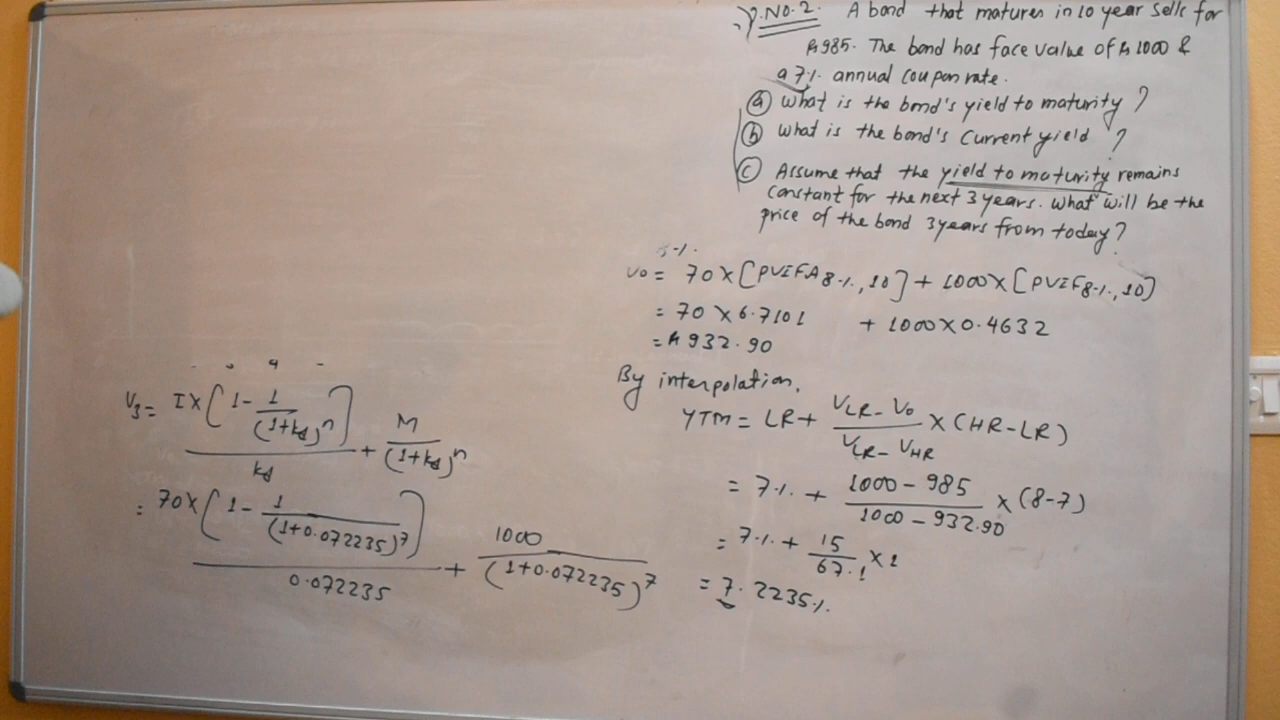 P.NO.2. A bond that matures in 10 year sells for
Rs 985. The bond has face value of Rs 1000 &
a 7%. annual coupon rate.
(a) What is the bond's yield to maturity?
(b) What is the bond's Current yield?
(c) Assume that the yield to maturity remains
constant for the next 3 years. What will be the
price of the bond 3 years from today?
V0 = 70 × [PVIFA 8%, 10] + 1000 × [PVIF 8%, 10]
= 70 × 6.7101 + 1000 × 0.4632
= Rs 932.90
By interpolation,
YTM = LR + (VLR - V0) / (VLR - VHR) × (HR - LR)
= 7% + (1000 - 985) / (1000 - 932.90) × (8-7)
= 7% + 15 / 67.1 × 1
= 7.2235%
V3 = I × [1 - 1 / (1+kd)^n] / kd + M / (1+kd)^n
= 70 × [1 - 1 / (1+0.072235)^7] / 0.072235 + 1000 / (1+0.072235)^7